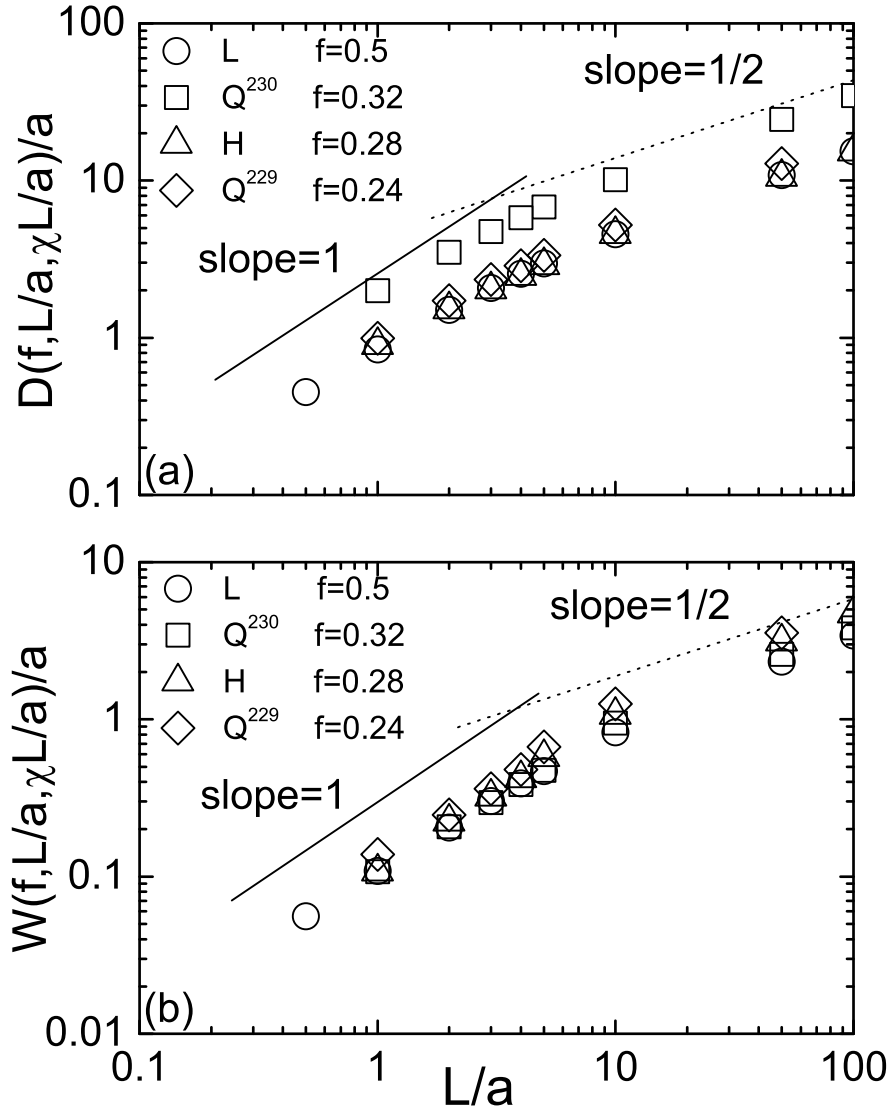 100
10
1
0.1
D(f,L/a,χL/a)/a
L f=0.5
Q²³⁰ f=0.32
H f=0.28
Q²²⁹ f=0.24
slope=1/2
slope=1
(a)
10
1
0.1
0.01
W(f,L/a,χL/a)/a
L f=0.5
Q²³⁰ f=0.32
H f=0.28
Q²²⁹ f=0.24
slope=1/2
slope=1
(b)
0.1 1 10 100
L/a